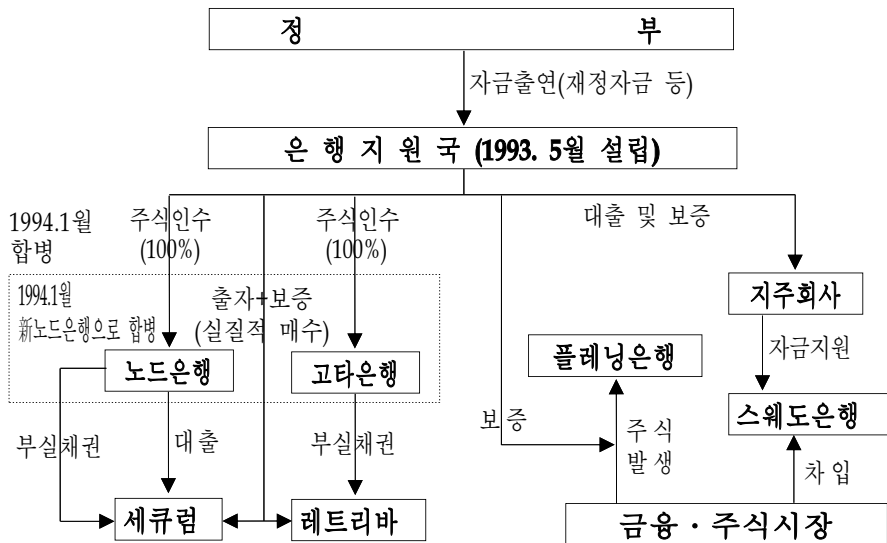 정 부
자금출연(재정자금 등)
은 행 지 원 국 (1993. 5월 설립)
1994.1월
합병
주식인수
(100%)
주식인수
(100%)
대출 및 보증
1994.1월
新노드은행으로 합병
출자+보증
(실질적 매수)
지주회사
노드은행
고타은행
플레닝은행
자금지원
스웨도은행
부실채권
대 출
부실채권
보 증
주 식
발 생
차 입
세큐럼
레트리바
금융 · 주식시장